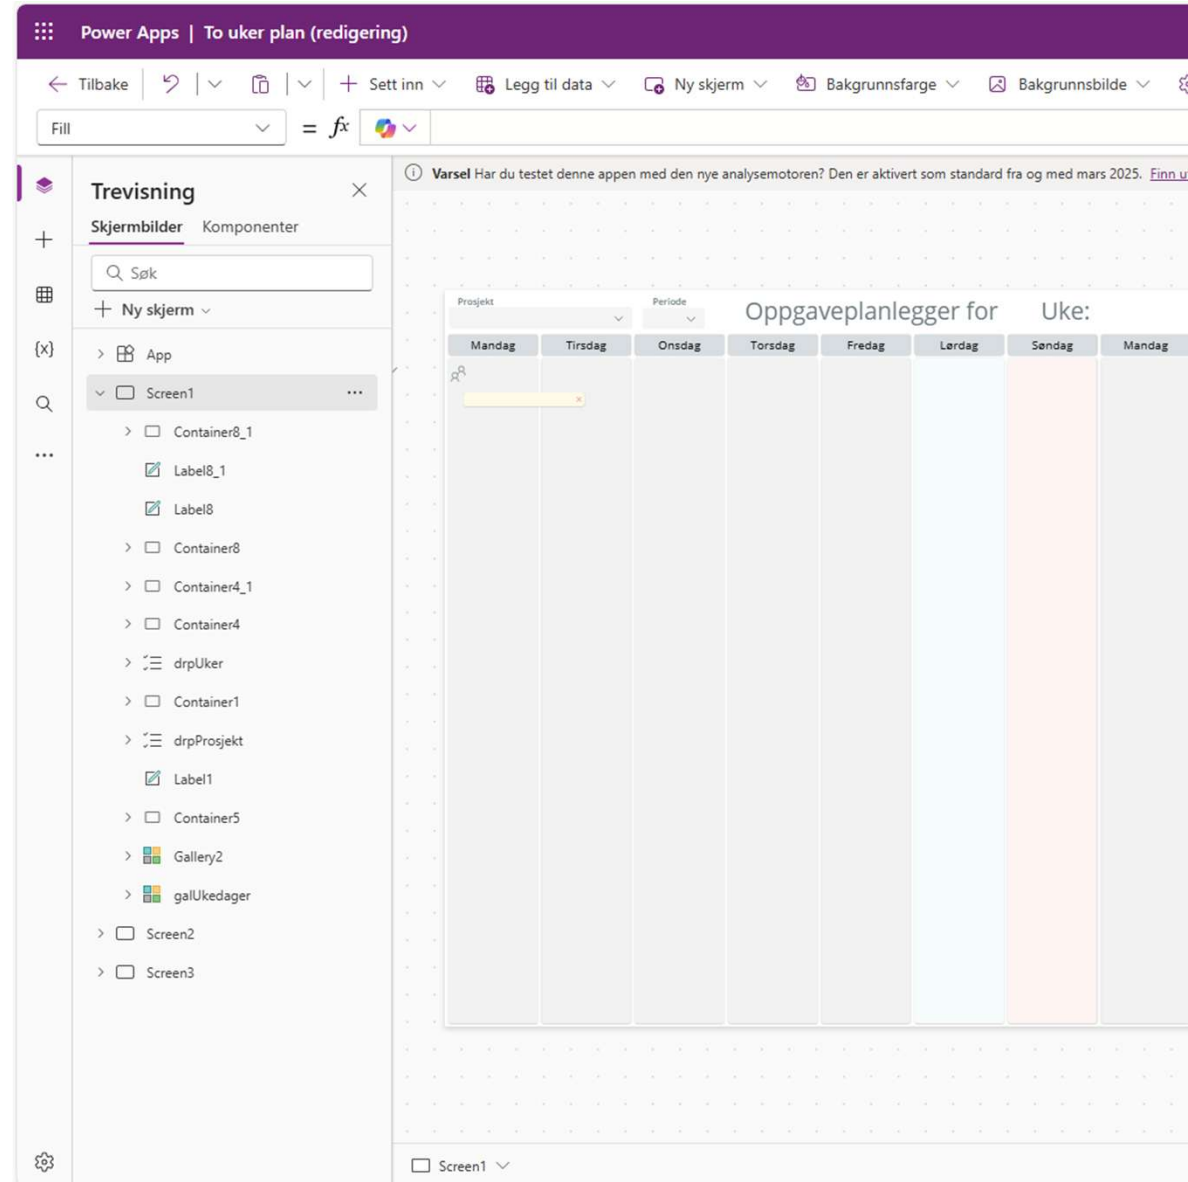 Power Apps | To uker plan (redigering)
Tilbake Sett inn Legg til data Ny skjerm Bakgrunnsfarge Bakgrunnsbilde
Fill = fx
Varsel Har du testet denne appen med den nye analysemotoren? Den er aktivert som standard fra og med mars 2025. Finn u
Trevisning
Skjermbilder Komponenter
Søk
Ny skjerm
{x}
App
Screen1
Container8_1
Label8_1
Label8
Container8
Container4_1
Container4
drpUker
Container1
drpProsjekt
Label1
Container5
Gallery2
galUkedager
Screen2
Screen3
Prosjekt Periode Oppgaveplanlegger for Uke:
Mandag Tirsdag Onsdag Torsdag Fredag Lørdag Søndag Mandag
Screen1